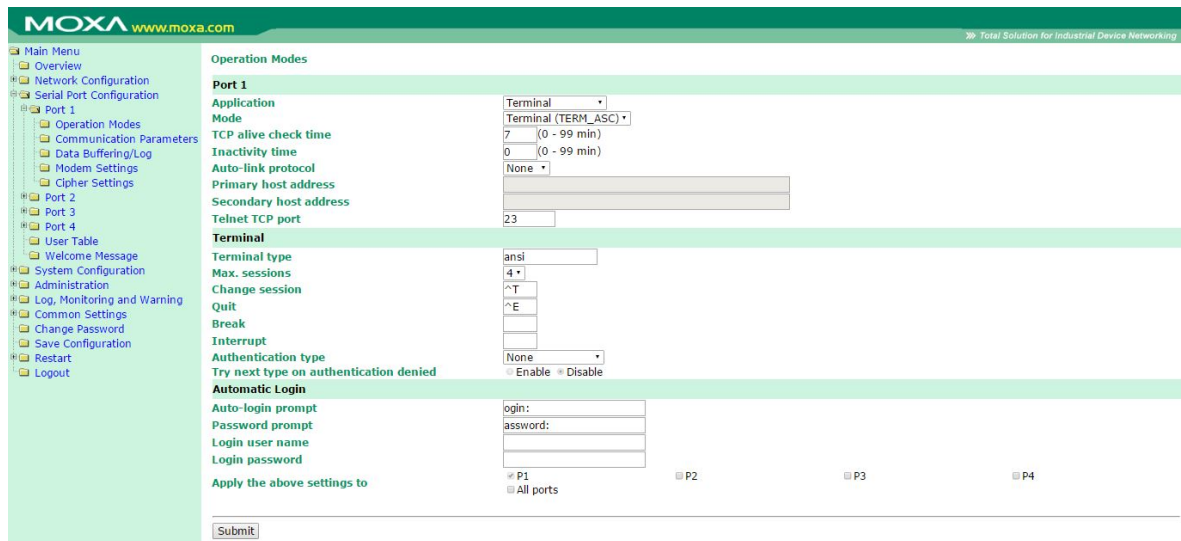 MOXA www.moxa.com
Total Solution for Industrial Device Networking
Main Menu
Overview
Network Configuration
Serial Port Configuration
Port 1
Operation Modes
Communication Parameters
Data Buffering/Log
Modem Settings
Cipher Settings
Port 2
Port 3
Port 4
User Table
Welcome Message
System Configuration
Administration
Log, Monitoring and Warning
Common Settings
Change Password
Save Configuration
Restart
Logout
Operation Modes
Port 1
Application Terminal
Mode Terminal (TERM_ASC)
TCP alive check time 7 (0 - 99 min)
Inactivity time 0 (0 - 99 min)
Auto-link protocol None
Primary host address
Secondary host address
Telnet TCP port 23
Terminal
Terminal type ansi
Max. sessions 4
Change session ^T
Quit ^E
Break
Interrupt
Authentication type None
Try next type on authentication denied Enable Disable
Automatic Login
Auto-login prompt ogin:
Password prompt assword:
Login user name
Login password
Apply the above settings to P1 P2 P3 P4
All ports
Submit